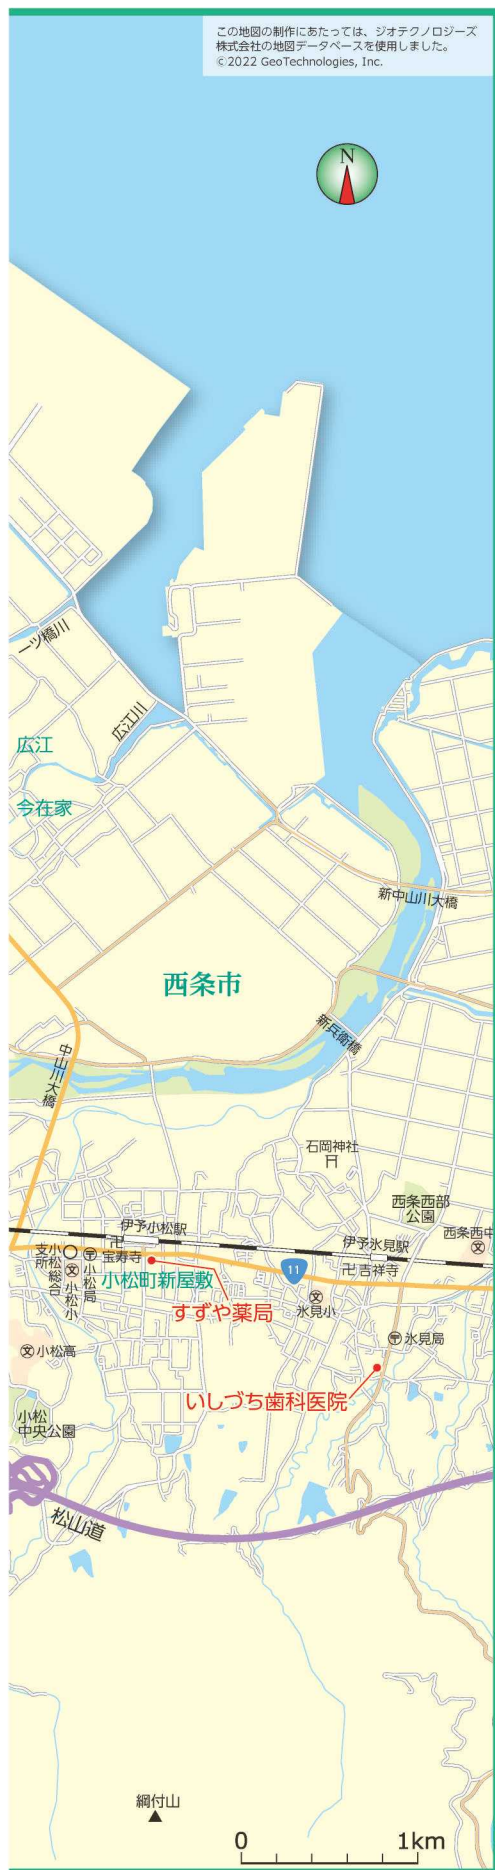 この地図の制作にあたっては、ジオテクノロジーズ
株式会社の地図データベースを使用しました。
©2022 GeoTechnologies, Inc.
N
一ツ橋川
広江川
広江
今在家
新中山川大橋
西条市
新兵衛橋
中山川大橋
石岡神社
西条西部
公園
伊予小松駅
伊予氷見駅
西条西中
小松総合
支所
小松小
小松局
宝寿寺
吉祥寺
小松町新屋敷
11
すずや薬局
氷見小
氷見局
小松高
いしづち歯科医院
小松
中央公園
松山道
綱付山
0 1km